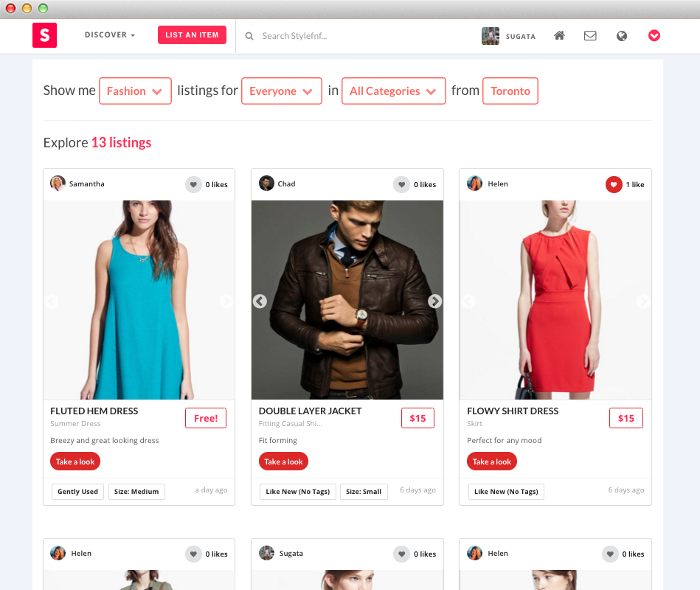 S DISCOVER LIST AN ITEM Search Stylefnf... SUGATA
Show me Fashion listings for Everyone in All Categories from Toronto
Explore 13 listings
Samantha 0 likes
Chad 0 likes
Helen 1 like
FLUTED HEM DRESS
Summer Dress
Free!
Breezy and great looking dress
Take a look
Gently Used Size: Medium a day ago
DOUBLE LAYER JACKET
Fitting Casual Shi...
$15
Fit forming
Take a look
Like New (No Tags) Size: Small 6 days ago
FLOWY SHIRT DRESS
Skirt
$15
Perfect for any mood
Take a look
Like New (No Tags) 6 days ago
Helen 0 likes
Sugata 0 likes
Helen 0 likes